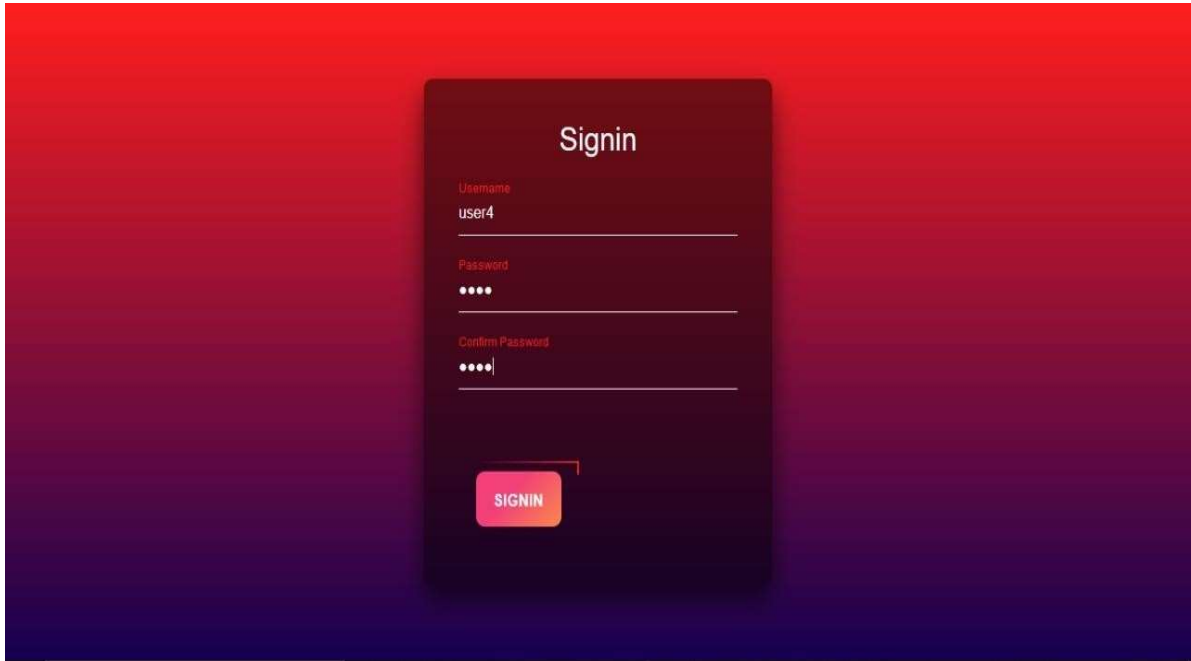 Signin
Username
user4
Password
••••
Confirm Password
••••
SIGNIN